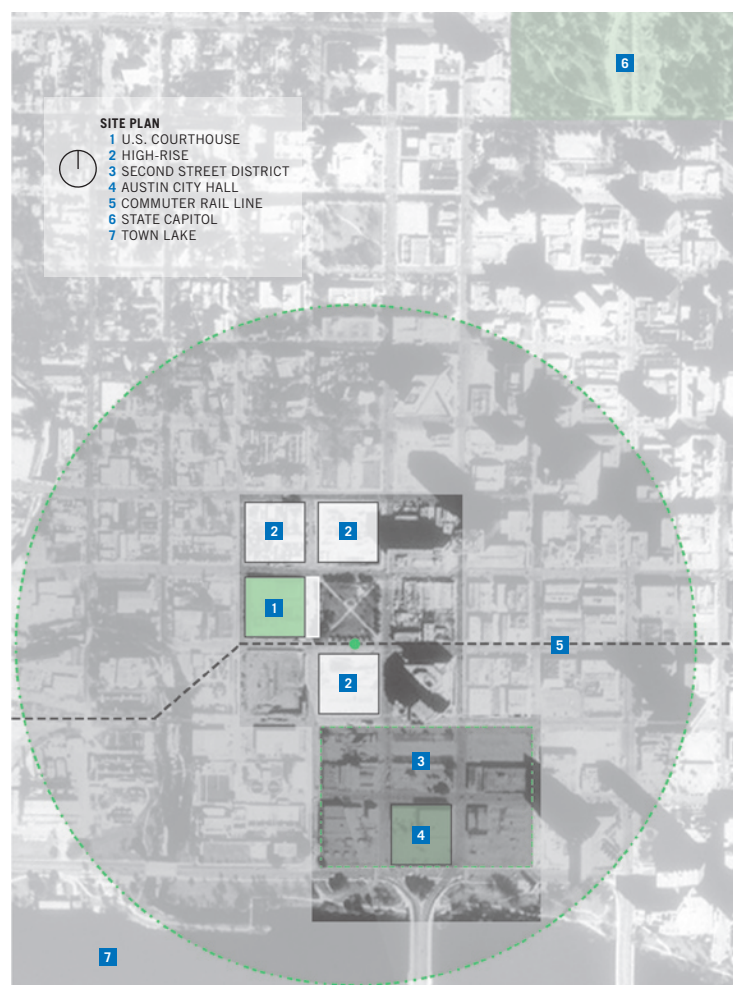 6
SITE PLAN
1 U.S. COURTHOUSE
2 HIGH-RISE
3 SECOND STREET DISTRICT
4 AUSTIN CITY HALL
5 COMMUTER RAIL LINE
6 STATE CAPITOL
7 TOWN LAKE
2 2
1
5
2
3
4
7